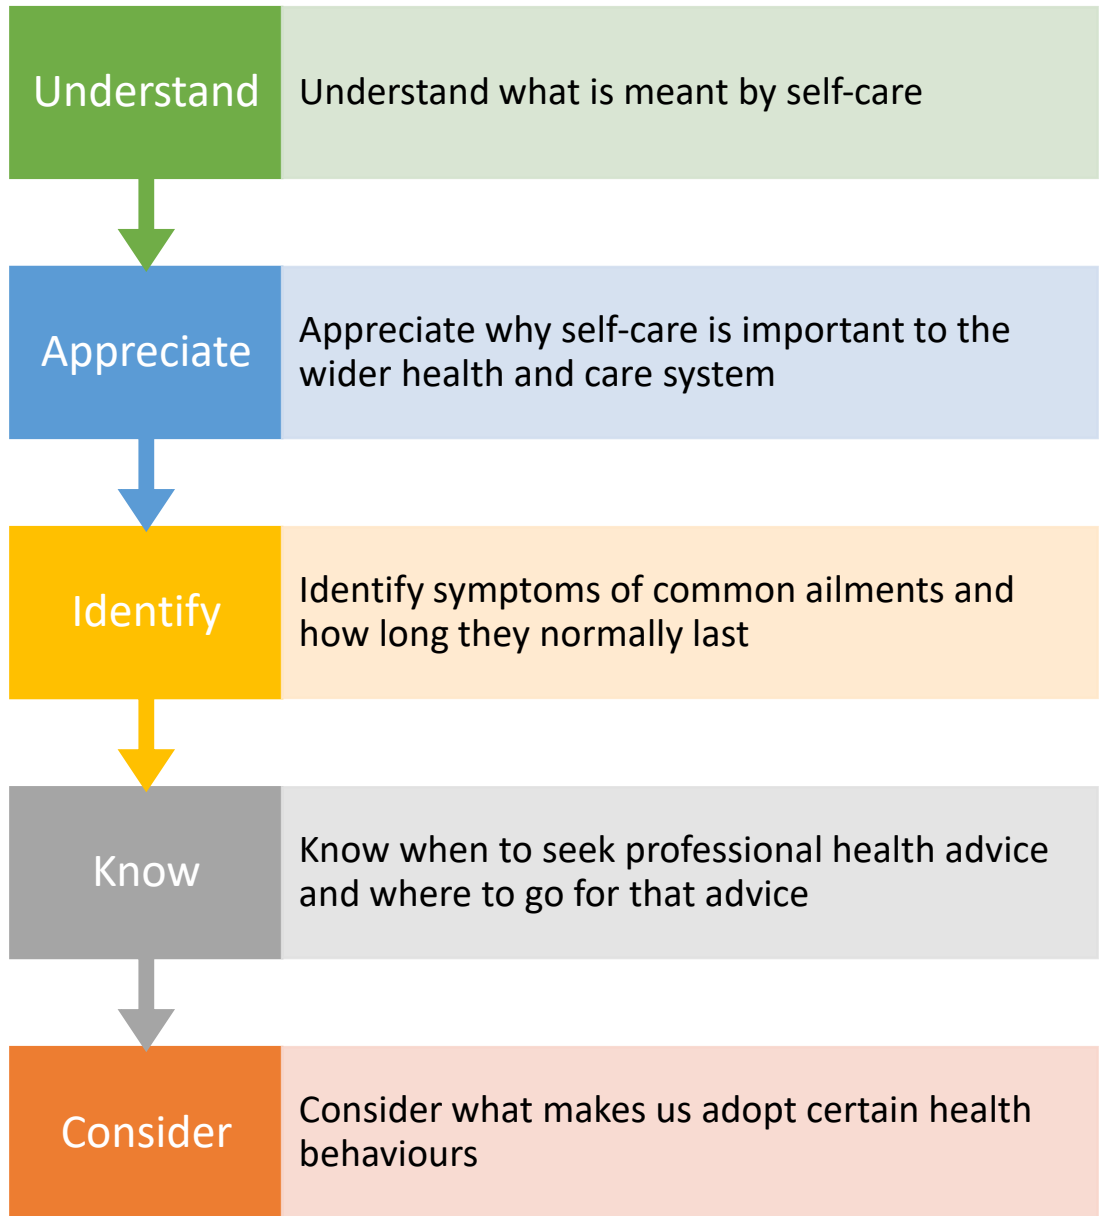 Understand
Understand what is meant by self-care
Appreciate
Appreciate why self-care is important to the
wider health and care system
Identify
Identify symptoms of common ailments and
how long they normally last
Know
Know when to seek professional health advice
and where to go for that advice
Consider
Consider what makes us adopt certain health
behaviours